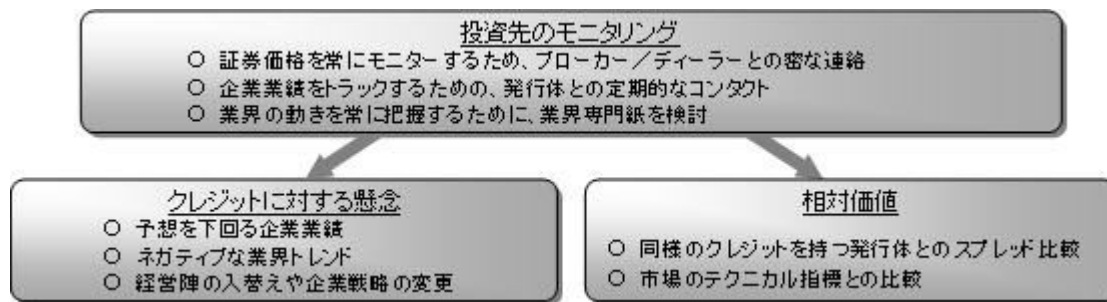 投資先のモニタリング
○ 証券価格を常にモニターするため、ブローカー／ディーラーとの密な連絡
○ 企業業績をトラックするための、発行体との定期的なコンタクト
○ 業界の動きを常に把握するために、業界専門紙を検討
クレジットに対する懸念
○ 予想を下回る企業業績
○ ネガティブな業界トレンド
○ 経営陣の入替えや企業戦略の変更
相対価値
○ 同様のクレジットを持つ発行体とのスプレッド比較
○ 市場のテクニカル指標との比較